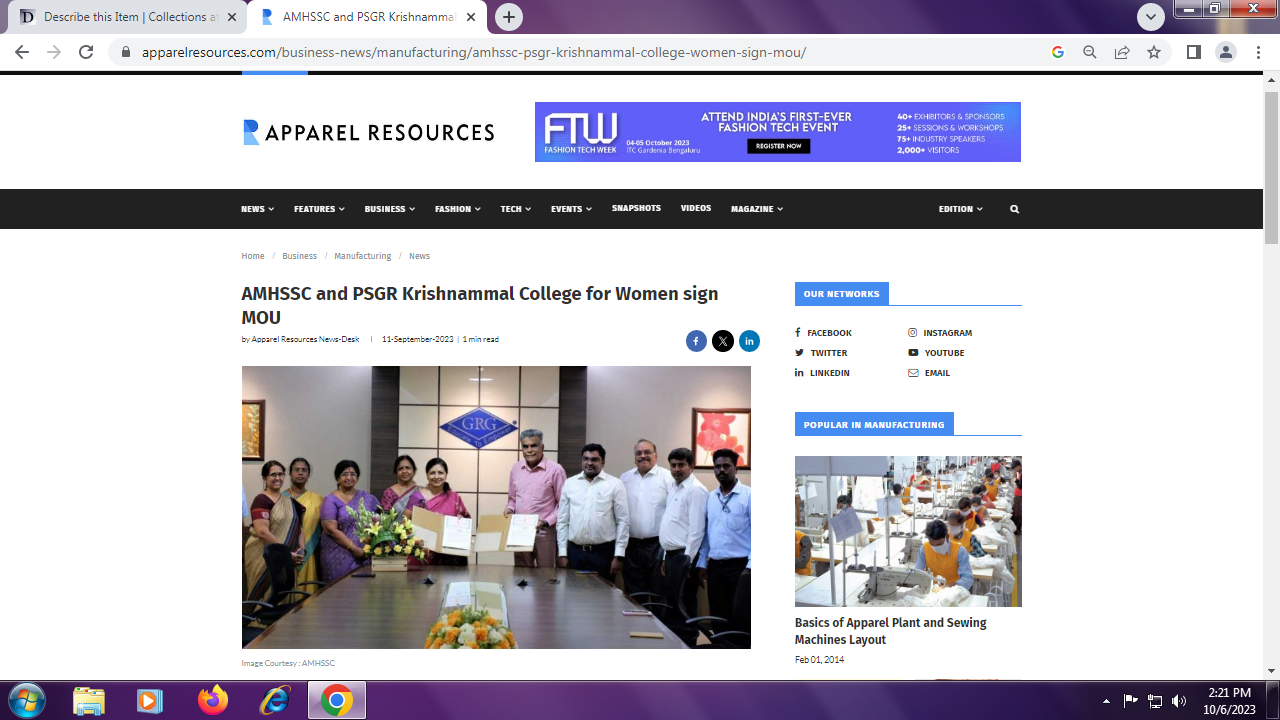 Describe this Item | Collections at
AMHSSC and PSGR Krishnammal
apparelresources.com/business-news/manufacturing/amhssc-psgr-krishnammal-college-women-sign-mou/
APPAREL RESOURCES
FTW
FASHION TECH WEEK
04-05 October 2023
ITC Gardenia Bengaluru
ATTEND INDIA'S FIRST-EVER
FASHION TECH EVENT
REGISTER NOW
40+ EXHIBITORS & SPONSORS
25+ SESSIONS & WORKSHOPS
75+ INDUSTRY SPEAKERS
2,000+ VISITORS
NEWS FEATURES BUSINESS FASHION TECH EVENTS SNAPSHOTS VIDEOS MAGAZINE EDITION
Home / Business / Manufacturing / News
AMHSSC and PSGR Krishnammal College for Women sign
MOU
by Apparel Resources News-Desk | 11-September-2023 | 1 min read
GRG
Image Courtesy : AMHSSC
OUR NETWORKS
FACEBOOK INSTAGRAM
TWITTER YOUTUBE
LINKEDIN EMAIL
POPULAR IN MANUFACTURING
Basics of Apparel Plant and Sewing
Machines Layout
Feb 01, 2014
2:21 PM
10/6/2023